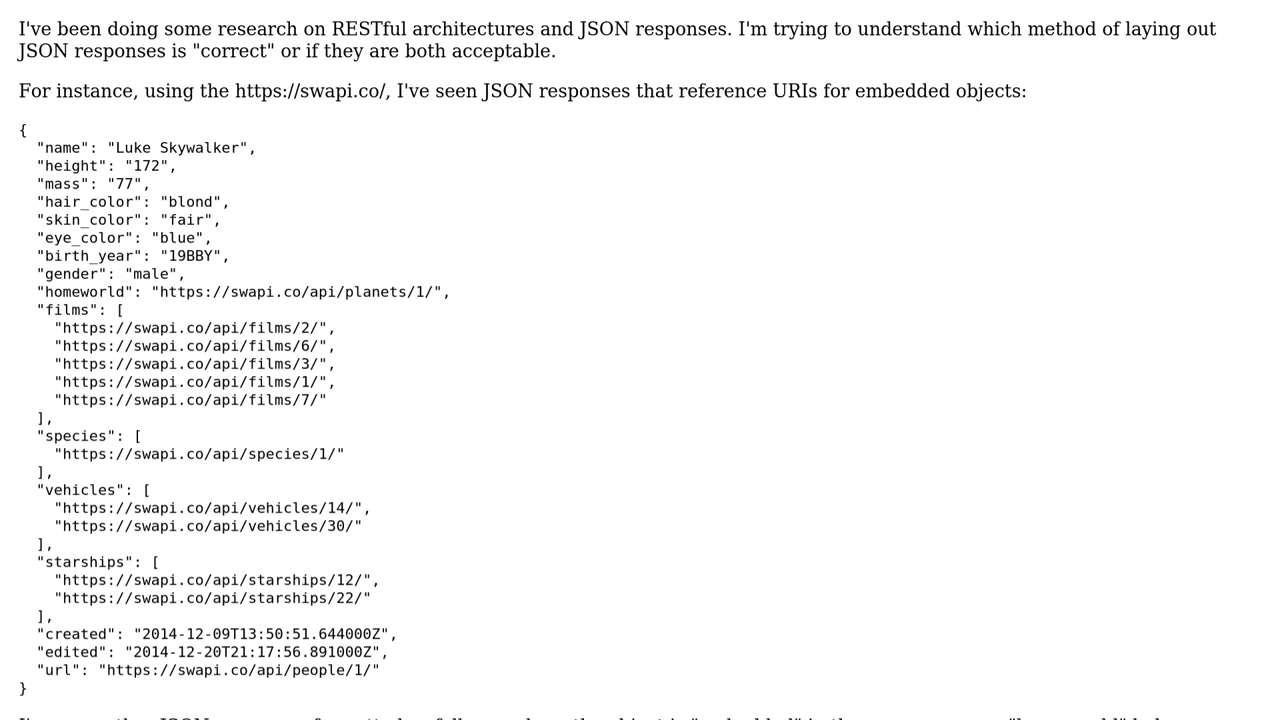 I've been doing some research on RESTful architectures and JSON responses. I'm trying to understand which method of laying out
JSON responses is "correct" or if they are both acceptable.
For instance, using the https://swapi.co/, I've seen JSON responses that reference URIs for embedded objects:
{
  "name": "Luke Skywalker",
  "height": "172",
  "mass": "77",
  "hair_color": "blond",
  "skin_color": "fair",
  "eye_color": "blue",
  "birth_year": "19BBY",
  "gender": "male",
  "homeworld": "https://swapi.co/api/planets/1/",
  "films": [
    "https://swapi.co/api/films/2/",
    "https://swapi.co/api/films/6/",
    "https://swapi.co/api/films/3/",
    "https://swapi.co/api/films/1/",
    "https://swapi.co/api/films/7/"
  ],
  "species": [
    "https://swapi.co/api/species/1/"
  ],
  "vehicles": [
    "https://swapi.co/api/vehicles/14/",
    "https://swapi.co/api/vehicles/30/"
  ],
  "starships": [
    "https://swapi.co/api/starships/12/",
    "https://swapi.co/api/starships/22/"
  ],
  "created": "2014-12-09T13:50:51.644000Z",
  "edited": "2014-12-20T21:17:56.891000Z",
  "url": "https://swapi.co/api/people/1/"
}